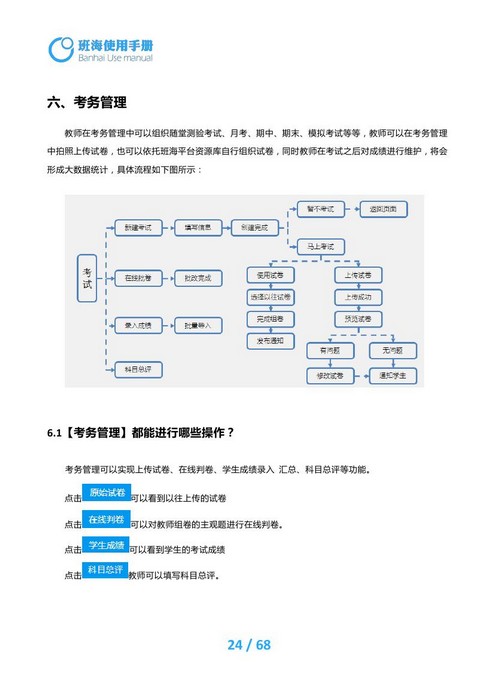 班海使用手册
Banhai Use manual
六、考务管理
教师在考务管理中可以组织随堂测验考试、月考、期中、期末、模拟考试等等，教师可以在考务管理
中拍照上传试卷，也可以依托班海平台资源库自行组织试卷，同时教师在考试之后对成绩进行维护，将会
形成大数据统计，具体流程如下图所示：
暂不考试
返回页面
新建考试
填写信息
创建完成
马上考试
考试
使用试卷
上传试卷
在线批卷
批改完成
选择以往试卷
上传成功
录入成绩
批量导入
完成组卷
预览试卷
发布通知
有问题
无问题
科目总评
修改试卷
通知学生
6.1【考务管理】都能进行哪些操作？
考务管理可以实现上传试卷、在线判卷、学生成绩录入 汇总、科目总评等功能。
点击 原始试卷 可以看到以往上传的试卷
点击 在线判卷 可以对教师组卷的主观题进行在线判卷。
点击 学生成绩 可以看到学生的考试成绩
点击 科目总评 教师可以填写科目总评。
24 / 68